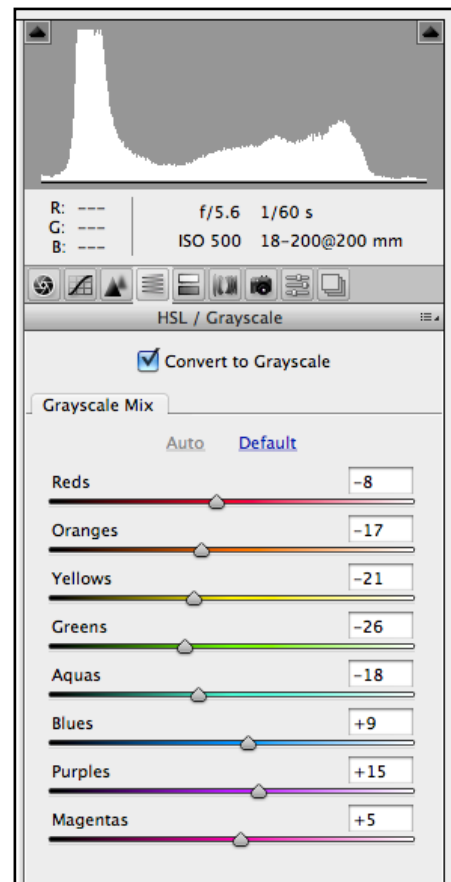 R: ---
G: ---
B: ---
f/5.6 1/60 s
ISO 500 18-200@200 mm
HSL / Grayscale
Convert to Grayscale
Grayscale Mix
Auto Default
Reds -8
Oranges -17
Yellows -21
Greens -26
Aquas -18
Blues +9
Purples +15
Magentas +5